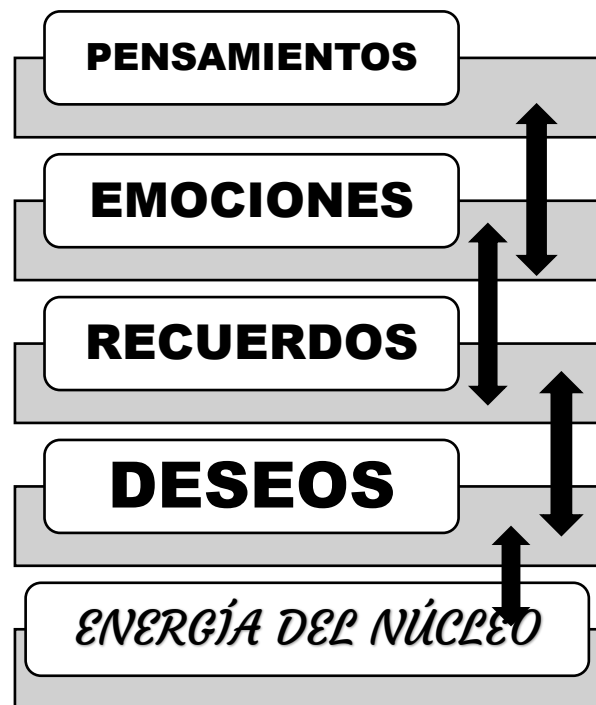 PENSAMIENTOS
EMOCIONES
RECUERDOS
DESEOS
ENERGÍA DEL NÚCLEO